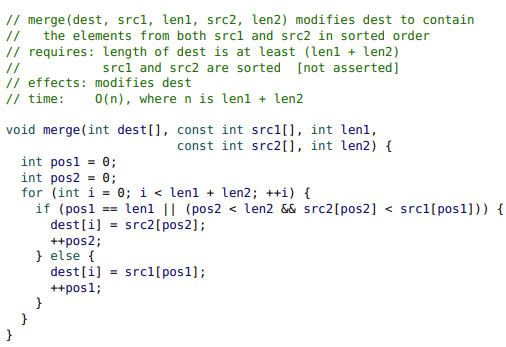 // merge(dest, src1, len1, src2, len2) modifies dest to contain
//   the elements from both src1 and src2 in sorted order
// requires: length of dest is at least (len1 + len2)
//           src1 and src2 are sorted  [not asserted]
// effects: modifies dest
// time:    O(n), where n is len1 + len2

void merge(int dest[], const int src1[], int len1,
                       const int src2[], int len2) {
  int pos1 = 0;
  int pos2 = 0;
  for (int i = 0; i < len1 + len2; ++i) {
    if (pos1 == len1 || (pos2 < len2 && src2[pos2] < src1[pos1])) {
      dest[i] = src2[pos2];
      ++pos2;
    } else {
      dest[i] = src1[pos1];
      ++pos1;
    }
  }
}